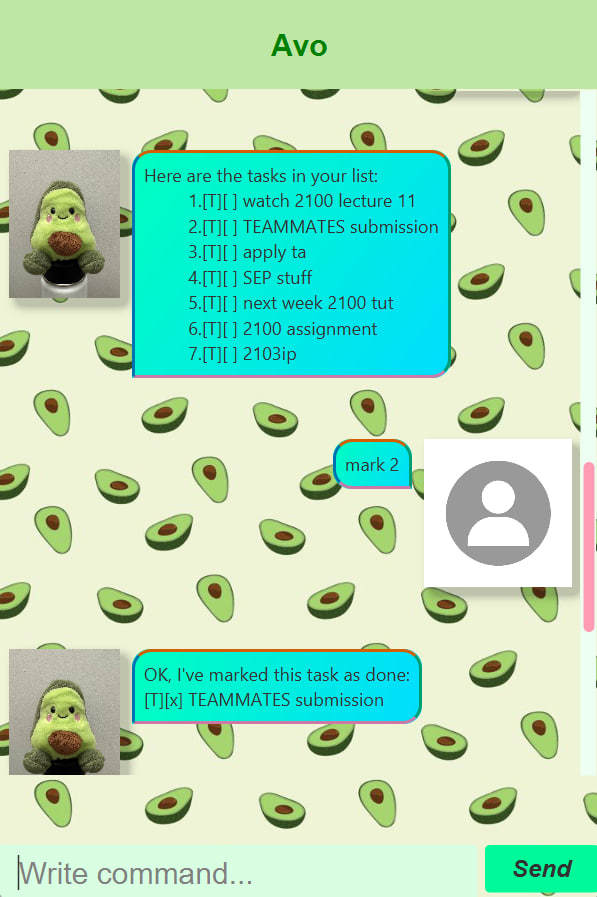 Avo
Here are the tasks in your list:
1.[T][ ] watch 2100 lecture 11
2.[T][ ] TEAMMATES submission
3.[T][ ] apply ta
4.[T][ ] SEP stuff
5.[T][ ] next week 2100 tut
6.[T][ ] 2100 assignment
7.[T][ ] 2103ip
mark 2
OK, I've marked this task as done:
[T][x] TEAMMATES submission
Write command...
Send